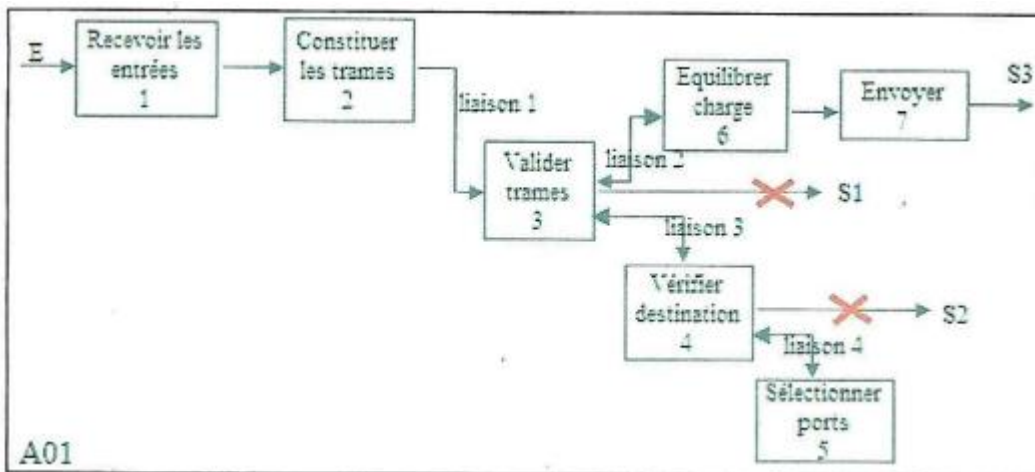 E
Recevoir les
entrées
1
Constituer
les trames
2
liaison 1
Equilibrer
charge
6
Envoyer
7
S3
liaison 2
Valider
trames
3
S1
liaison 3
Vérifier
destination
4
S2
liaison 4
Sélectionner
ports
5
A01